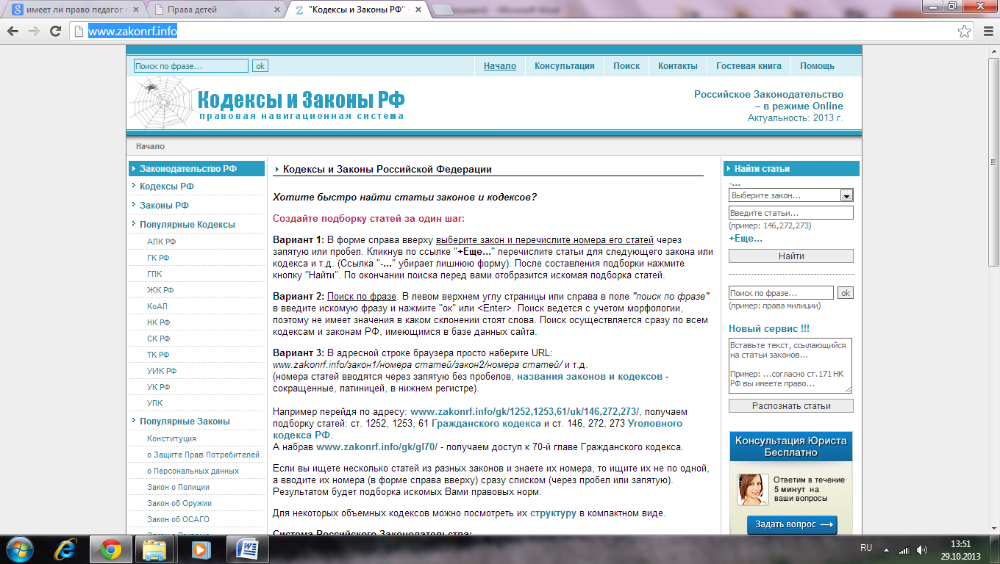 имеет ли право педагог
Права детей
"Кодексы и Законы РФ" -
www.zakonrf.info
Поиск по фразе...
ok
Начало
Консультация
Поиск
Контакты
Гостевая книга
Помощь
Кодексы и Законы РФ
правовая навигационная система
Российское Законодательство
– в режиме Online
Актуальность: 2013 г.
Начало
Законодательство РФ
Кодексы РФ
Законы РФ
Популярные Кодексы
АПК РФ
ГК РФ
ГПК
ЖК РФ
КоАП
НК РФ
СК РФ
ТК РФ
УИК РФ
УК РФ
УПК
Популярные Законы
Конституция
о Защите Прав Потребителей
о Персональных данных
Закон о Полиции
Закон об Оружии
Закон об ОСАГО
Кодексы и Законы Российской Федерации
Хотите быстро найти статьи законов и кодексов?
Создайте подборку статей за один шаг:
Вариант 1: В форме справа вверху выберите закон и перечислите номера его статей через
запятую или пробел. Кликнув по ссылке "+Еще..." перечислите статьи для следующего закона или
кодекса и т.д. (Ссылка "-..." убирает лишнюю форму). После составления подборки нажмите
кнопку "Найти". По окончании поиска перед вами отобразится искомая подборка статей.
Вариант 2: Поиск по фразе. В левом верхнем углу страницы или справа в поле "поиск по фразе"
в введите искомую фразу и нажмите "ок" или <Enter>. Поиск ведется с учетом морфологии,
поэтому не имеет значения в каком склонении стоят слова. Поиск осуществляется сразу по всем
кодексам и законам РФ, имеющимся в базе данных сайта.
Вариант 3: В адресной строке браузера просто наберите URL:
www.zakonrf.info/закон1/номера статей/закон2/номера статей/ и т.д.
(номера статей вводятся через запятую без пробелов, названия законов и кодексов -
сокращенные, латиницей, в нижнем регистре).
Например перейдя по адресу: www.zakonrf.info/gk/1252,1253,61/uk/146,272,273/, получаем
подборку статей: ст. 1252, 1253, 61 Гражданского кодекса и ст. 146, 272, 273 Уголовного
кодекса РФ.
А набрав www.zakonrf.info/gk/gl70/ - получаем доступ к 70-й главе Гражданского кодекса.
Если вы ищете несколько статей из разных законов и знаете их номера, то ищите их не по одной,
а вводите их номера (в форме справа вверху) сразу списком (через пробел или запятую).
Результатом будет подборка искомых Вами правовых норм.
Для некоторых объемных кодексов можно посмотреть их структуру в компактном виде.
Система Российского Законодательства:
Найти статьи
-...
Выберите закон...
Введите статьи...
(пример: 146,272,273)
+Еще...
Найти
Поиск по фразе...
ok
(пример: права милиции)
Новый сервис !!!
Вставьте текст, ссылающийся
на статьи законов...
Пример: ...согласно ст.171 НК
РФ вы имеете право...
Распознать статьи
Консультация Юриста
Бесплатно
Ответим в течение
5 минут на
ваши вопросы
Задать вопрос
RU
13:51
29.10.2013